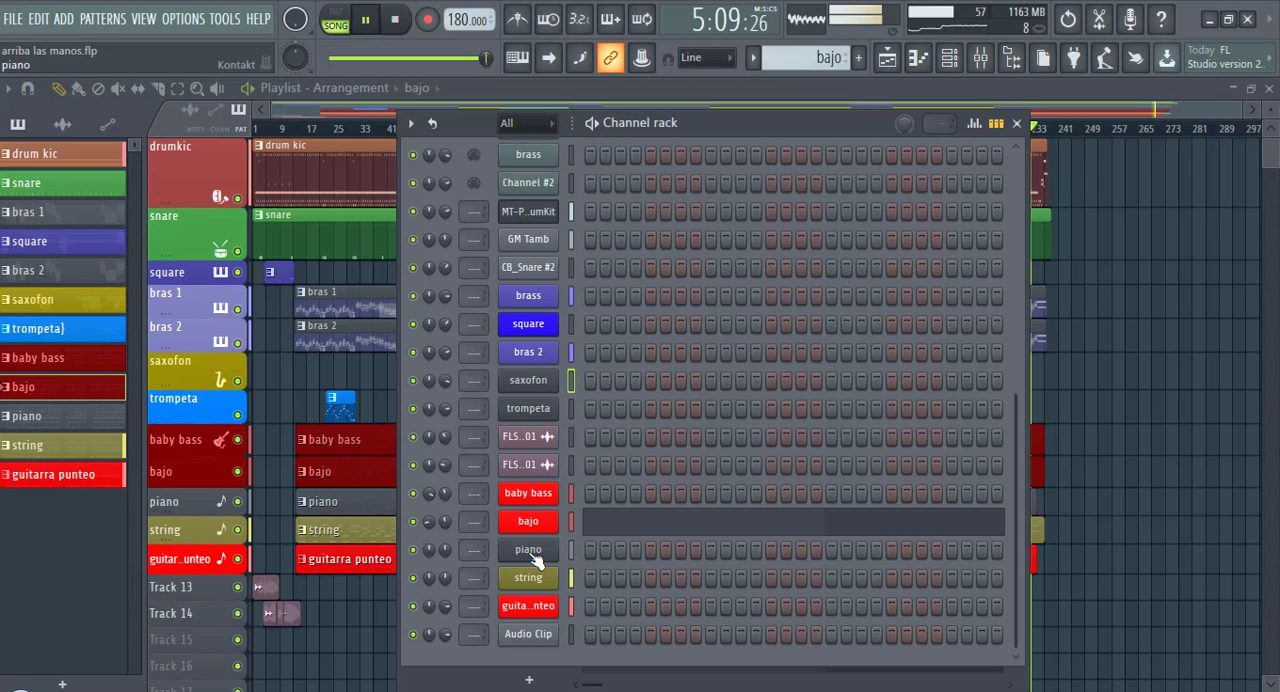 FILE EDIT ADD PATTERNS VIEW OPTIONS TOOLS HELP
PAT
SONG
180.000
3.2.
5:09:26
M:S:CS
57
1163 MB
8
arriba las manos.flp
piano
Kontakt
Line
bajo
Today FL
Studio version 2..
Playlist - Arrangement
bajo
NOTE CHAN PAT
1 9 17 25 33 41
233 241 249 257 265 273 281 289 297
All
Channel rack
drum kic
snare
bras 1
square
bras 2
saxofon
trompeta}
baby bass
bajo
piano
string
guitarra punteo
drumkic
snare
square
bras 1
bras 2
saxofon
trompeta
baby bass
bajo
piano
string
guitar..unteo
Track 13
Track 14
Track 15
Track 16
drum kic
snare
bras 1
bras 2
baby bass
bajo
piano
string
guitarra punteo
brass
Channel #2
MT-P..umKit
GM Tamb
CB_Snare #2
brass
square
bras 2
saxofon
trompeta
FLS..01
FLS..01
baby bass
bajo
piano
string
guita..nteo
Audio Clip